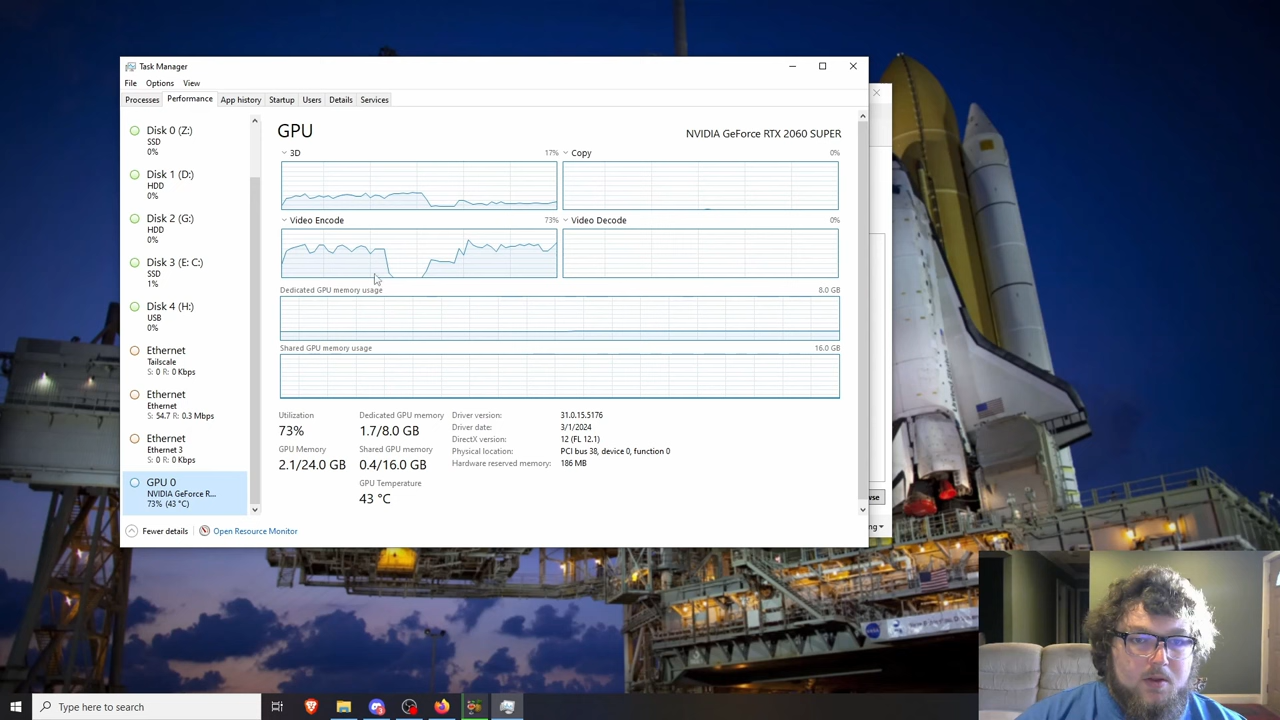 Task Manager
File Options View
Processes Performance App history Startup Users Details Services
Disk 0 (Z:)
SSD
0%
Disk 1 (D:)
HDD
0%
Disk 2 (G:)
HDD
0%
Disk 3 (E: C:)
SSD
1%
Disk 4 (H:)
USB
0%
Ethernet
Tailscale
S: 0 R: 0 Kbps
Ethernet
Ethernet
S: 54.7 R: 0.3 Mbps
Ethernet
Ethernet 3
S: 0 R: 0 Kbps
GPU 0
NVIDIA GeForce R...
73% (43 °C)
GPU
NVIDIA GeForce RTX 2060 SUPER
3D 17%
Copy 0%
Video Encode 73%
Video Decode 0%
Dedicated GPU memory usage 8.0 GB
Shared GPU memory usage 16.0 GB
Utilization
73%
Dedicated GPU memory
1.7/8.0 GB
GPU Memory
2.1/24.0 GB
Shared GPU memory
0.4/16.0 GB
GPU Temperature
43 °C
Driver version: 31.0.15.5176
Driver date: 3/1/2024
DirectX version: 12 (FL 12.1)
Physical location: PCI bus 38, device 0, function 0
Hardware reserved memory: 186 MB
Fewer details Open Resource Monitor
NASA
Type here to search